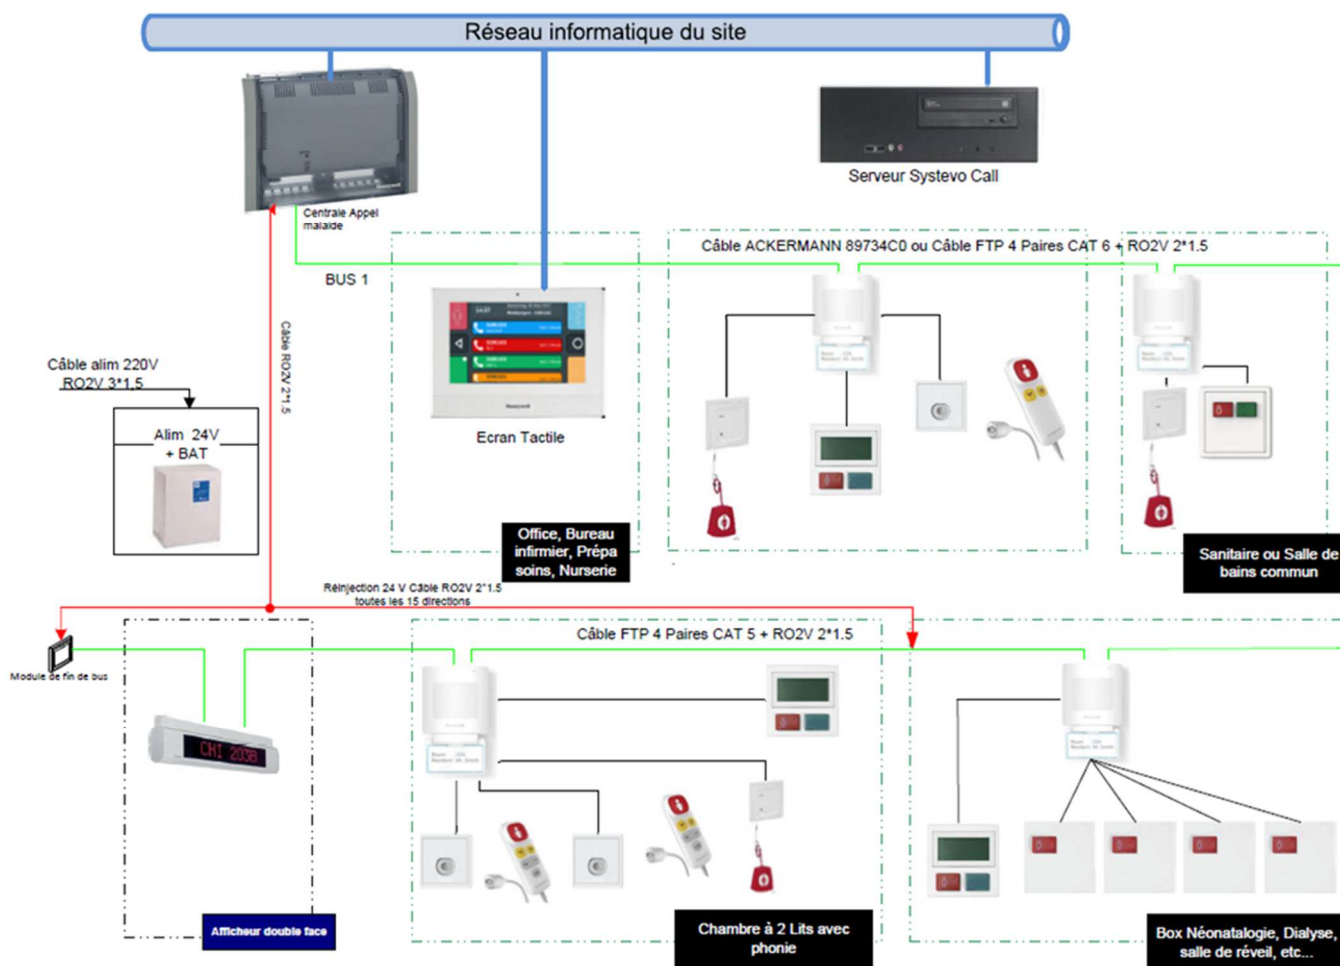 Réseau informatique du site
Serveur Systevo Call
Centrale Appel
malaide
Câble ACKERMANN 89734C0 ou Câble FTP 4 Paires CAT 6 + RO2V 2*1.5
BUS 1
Câble RO2V 2*1.5
Câble alim 220V
RO2V 3*1,5
Alim 24V
+ BAT
Honeywell
Ecran Tactile
Office, Bureau
infirmier, Prépa
soins, Nurserie
Sanitaire ou Salle de
bains commun
Réinjection 24 V Câble RO2V 2*1.5
toutes les 15 directions
Câble FTP 4 Paires CAT 5 + RO2V 2*1.5
Module de fin de bus
CHI 203B
Afficheur double face
Chambre à 2 Lits avec
phonie
Box Néonatalogie, Dialyse,
salle de réveil, etc...